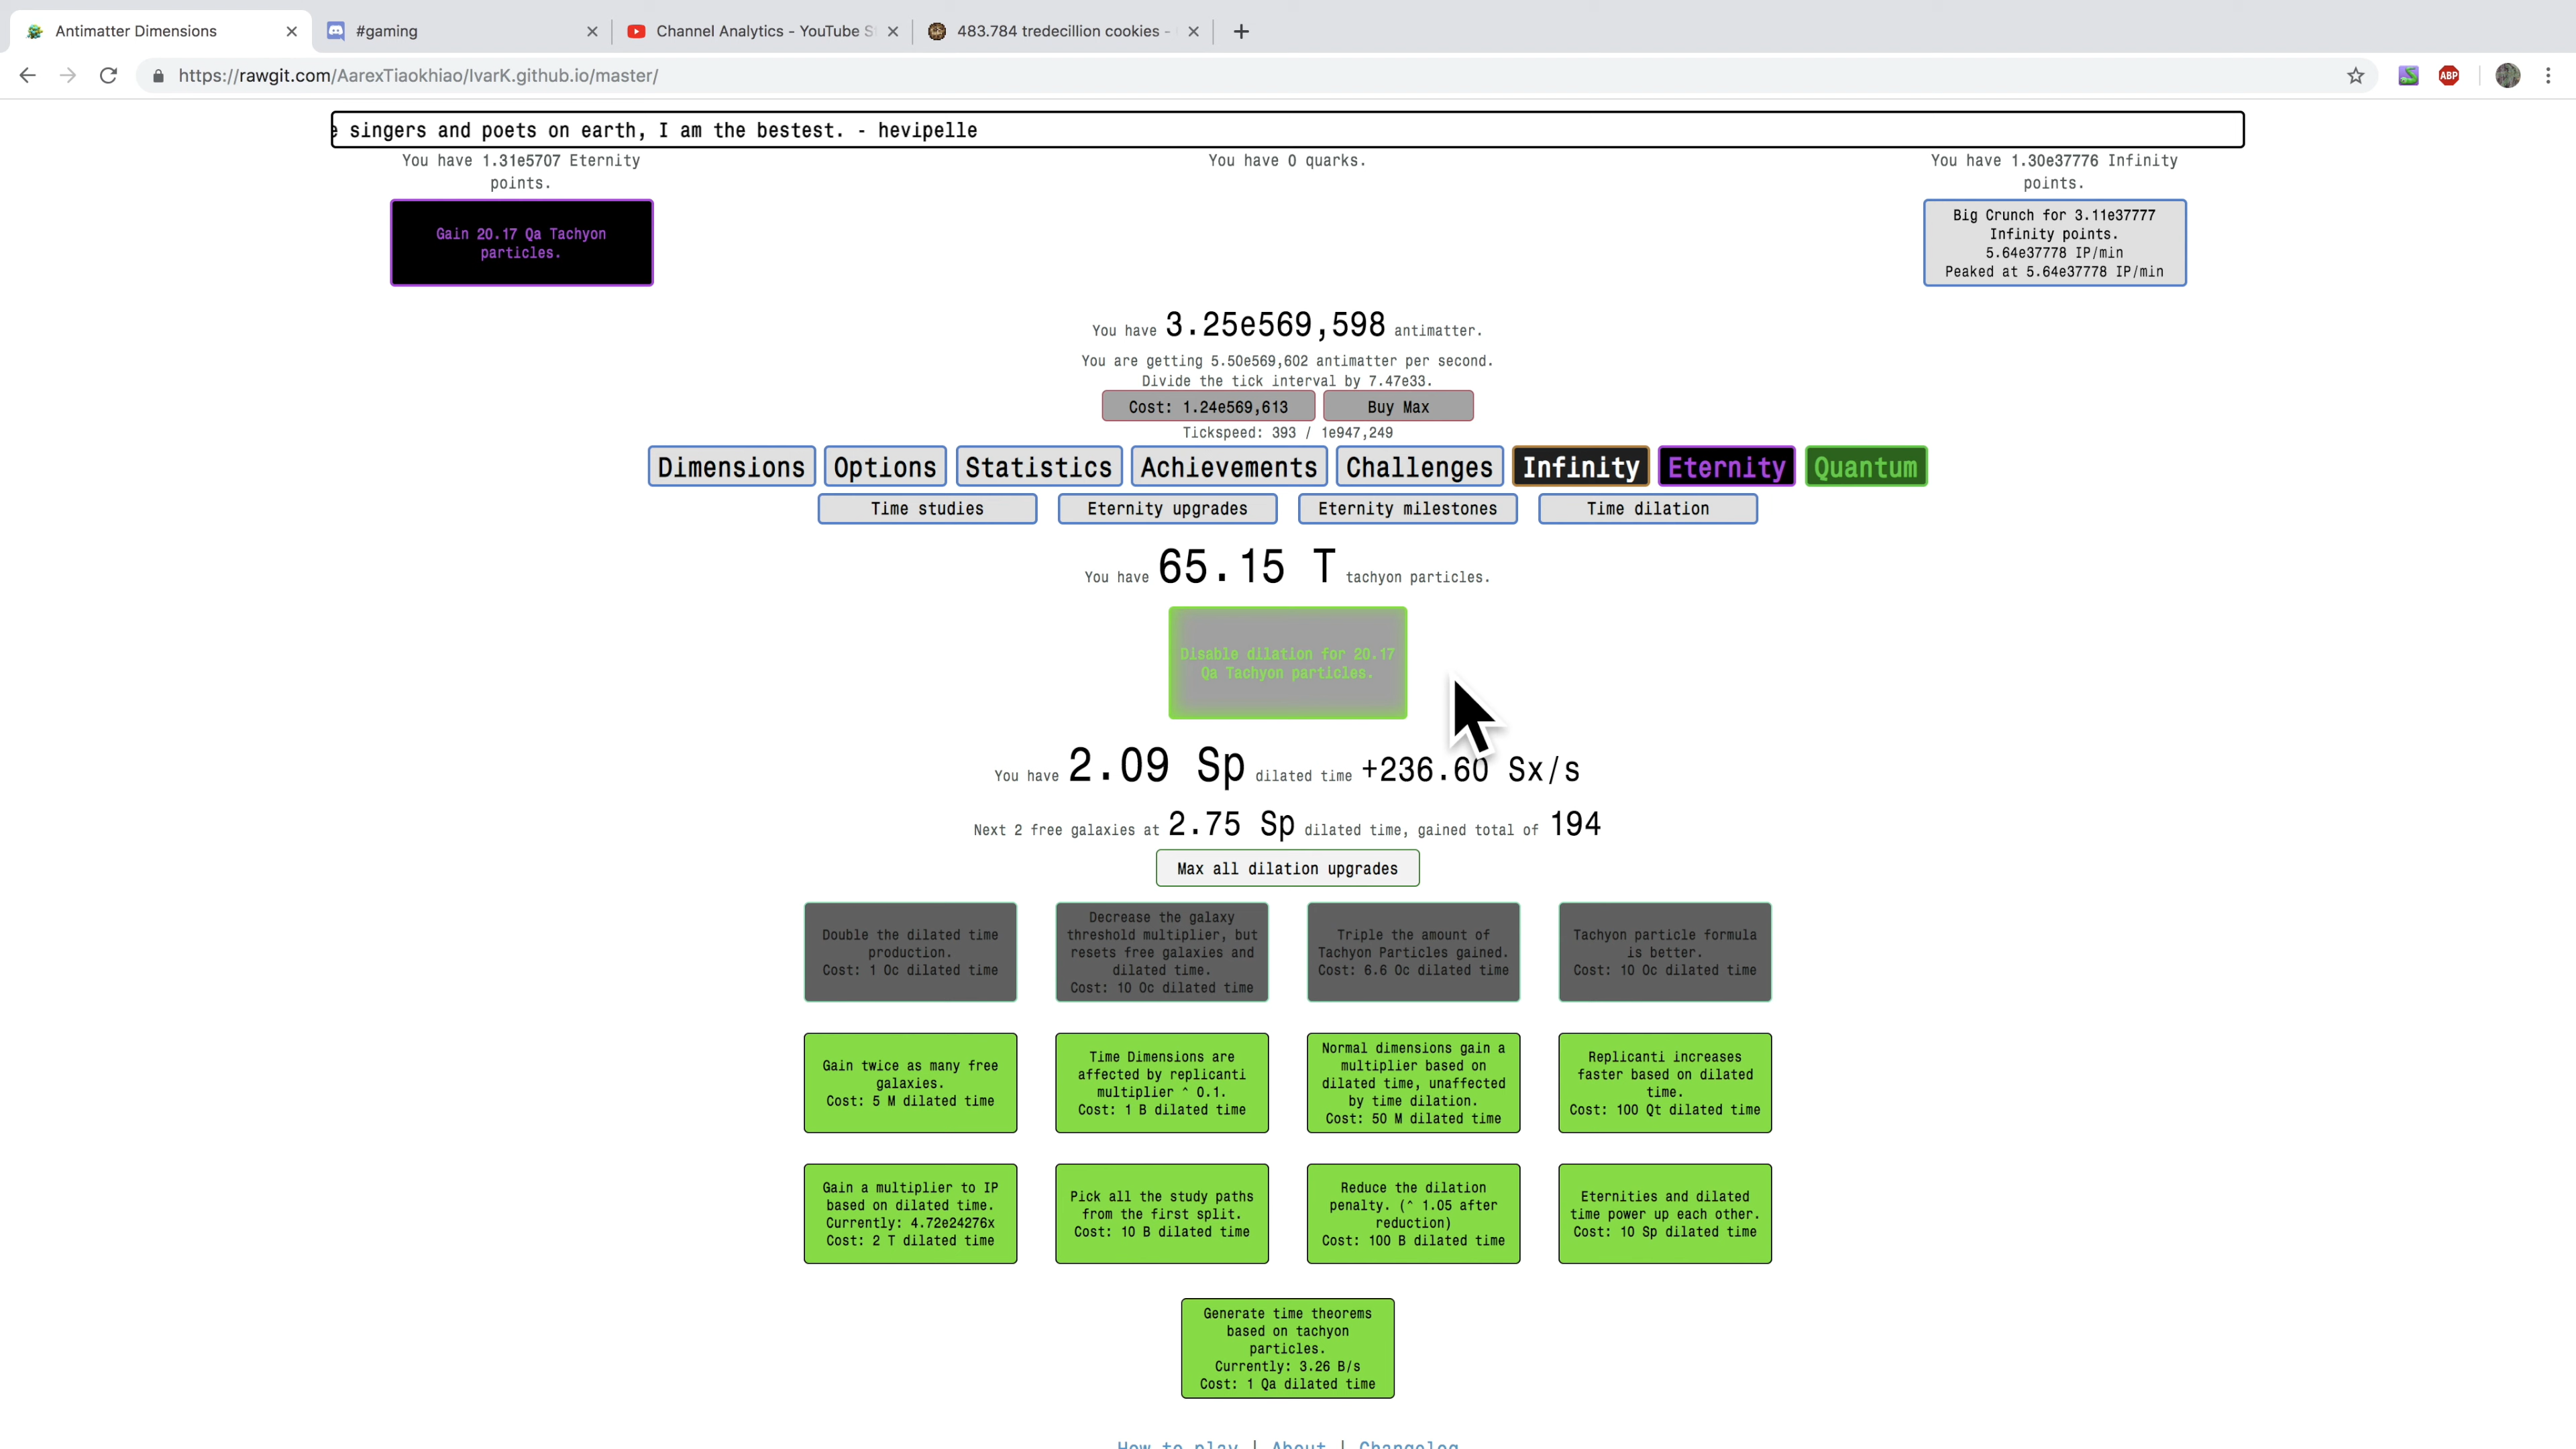 Antimatter Dimensions
#gaming
Channel Analytics - YouTube S
483.784 tredecillion cookies -
https://rawgit.com/AarexTiaokhiao/IvarK.github.io/master/
ABP
e singers and poets on earth, I am the bestest. - hevipelle
You have 1.31e5707 Eternity
points.
You have 0 quarks.
You have 1.30e37776 Infinity
points.
Gain 20.17 Qa Tachyon
particles.
Big Crunch for 3.11e37777
Infinity points.
5.64e37778 IP/min
Peaked at 5.64e37778 IP/min
You have 3.25e569,598 antimatter.
You are getting 5.50e569,602 antimatter per second.
Divide the tick interval by 7.47e33.
Cost: 1.24e569,613
Buy Max
Tickspeed: 393 / 1e947,249
Dimensions
Options
Statistics
Achievements
Challenges
Infinity
Eternity
Quantum
Time studies
Eternity upgrades
Eternity milestones
Time dilation
You have 65.15 T tachyon particles.
Disable dilation for 20.17
Qa Tachyon particles.
You have 2.09 Sp dilated time +236.60 Sx/s
Next 2 free galaxies at 2.75 Sp dilated time, gained total of 194
Max all dilation upgrades
Double the dilated time
production.
Cost: 1 Oc dilated time
Decrease the galaxy
threshold multiplier, but
resets free galaxies and
dilated time.
Cost: 10 Oc dilated time
Triple the amount of
Tachyon Particles gained.
Cost: 6.6 Oc dilated time
Tachyon particle formula
is better.
Cost: 10 Oc dilated time
Gain twice as many free
galaxies.
Cost: 5 M dilated time
Time Dimensions are
affected by replicanti
multiplier ^ 0.1.
Cost: 1 B dilated time
Normal dimensions gain a
multiplier based on
dilated time, unaffected
by time dilation.
Cost: 50 M dilated time
Replicanti increases
faster based on dilated
time.
Cost: 100 Qt dilated time
Gain a multiplier to IP
based on dilated time.
Currently: 4.72e24276x
Cost: 2 T dilated time
Pick all the study paths
from the first split.
Cost: 10 B dilated time
Reduce the dilation
penalty. (^ 1.05 after
reduction)
Cost: 100 B dilated time
Eternities and dilated
time power up each other.
Cost: 10 Sp dilated time
Generate time theorems
based on tachyon
particles.
Currently: 3.26 B/s
Cost: 1 Qa dilated time
How to play | About | Changelog